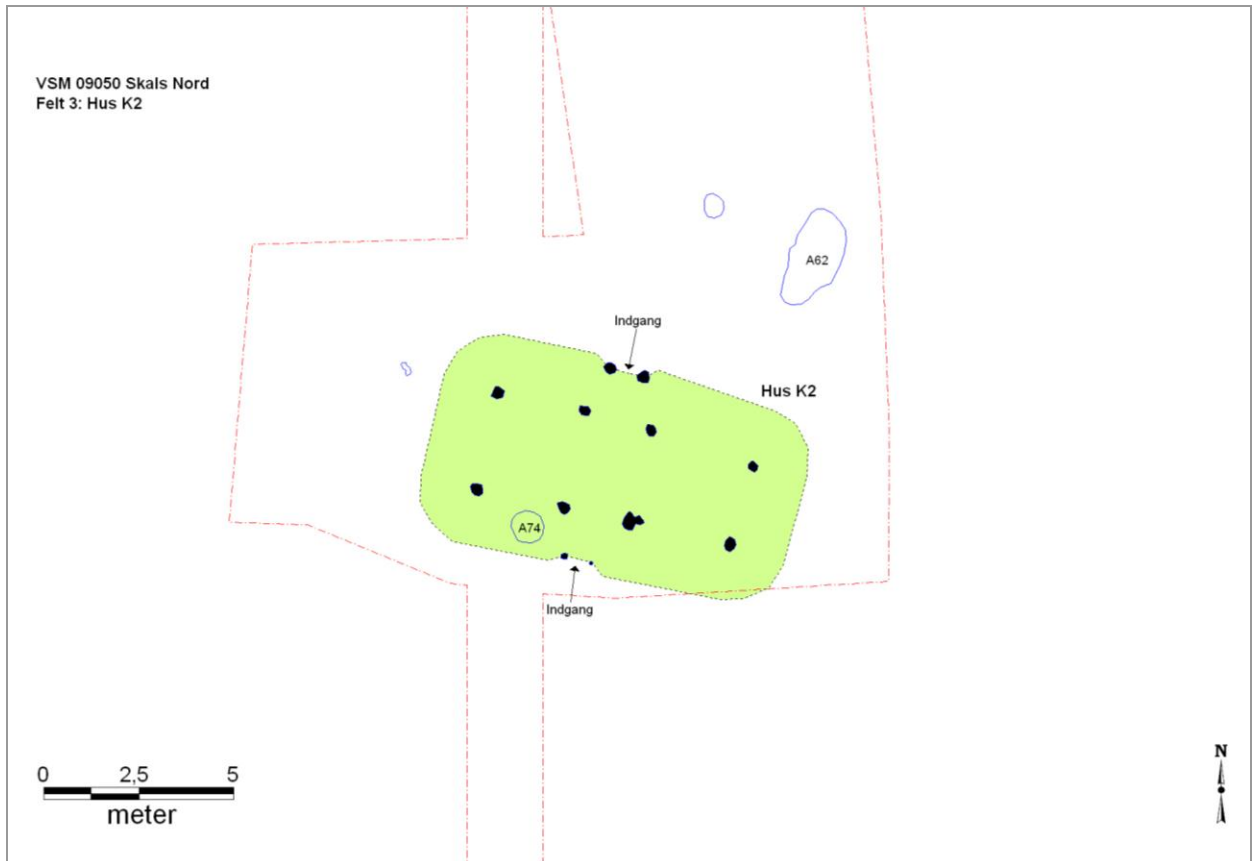 VSM 09050 Skals Nord
Felt 3: Hus K2
A62
Indgang
Hus K2
A74
Indgang
0 2,5 5
meter
N